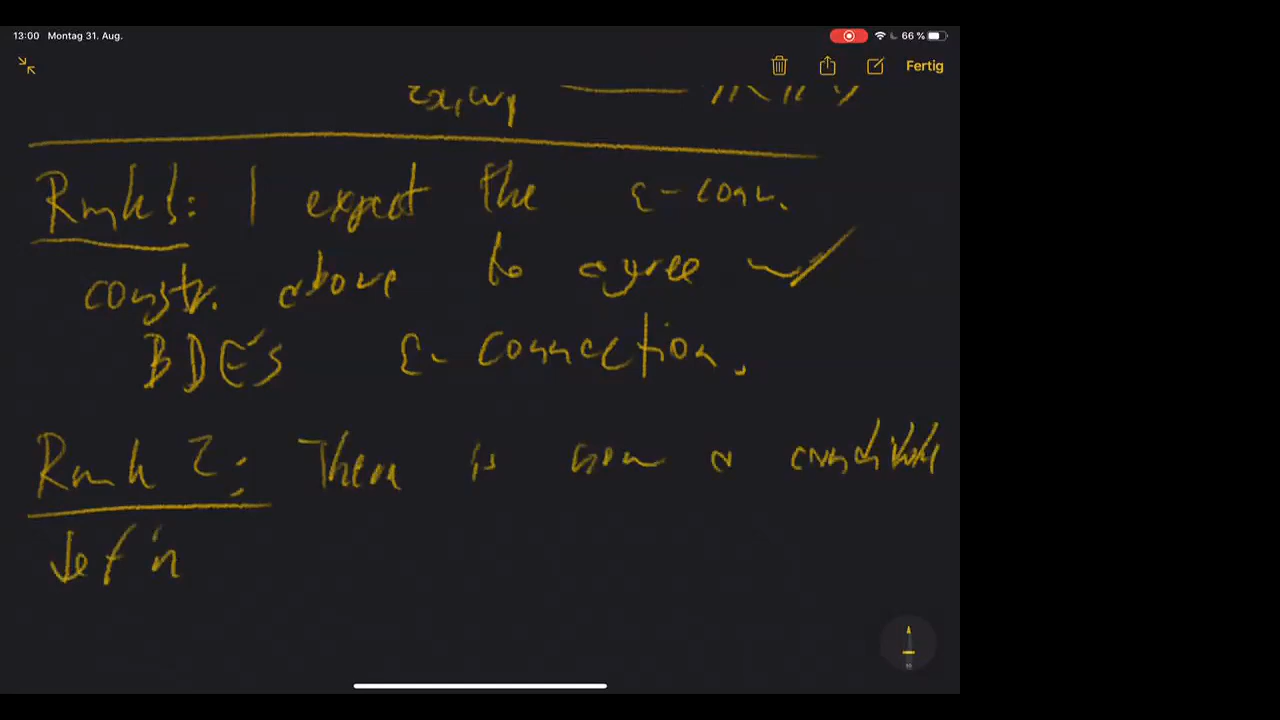 13:00 Montag 31. Aug. 66 %
Fertig
Rmk 1: I expect the ε-conn.
constr. above to agree
BDE's ε-connection.
Rmk 2: There is now a candidate
def'n